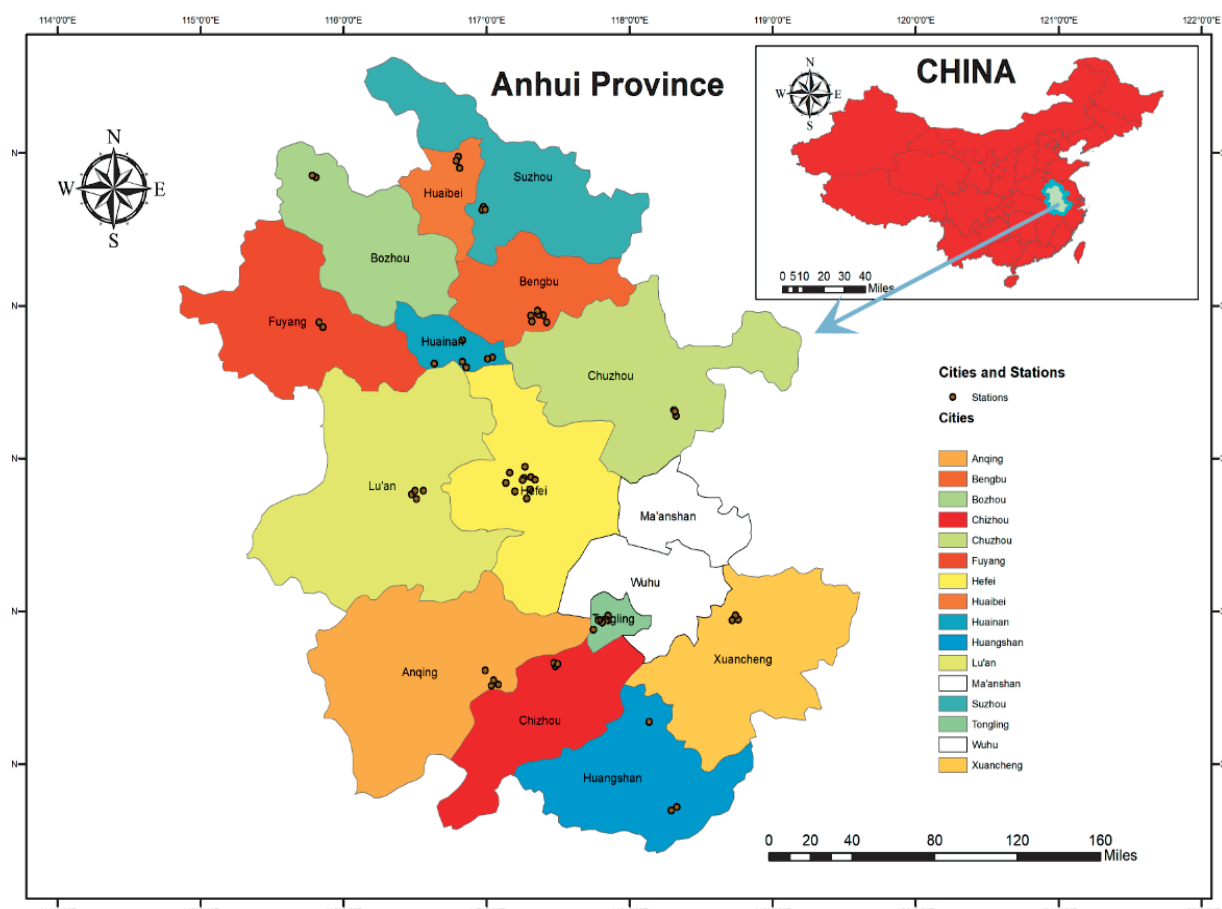 114°0'0"E 115°0'0"E 116°0'0"E 117°0'0"E 118°0'0"E 119°0'0"E 120°0'0"E 121°0'0"E 122°0'0"E
Anhui Province
CHINA
N
W E
S
N
W E
S
0 5 10 20 30 40
Miles
Suzhou
Huaibei
Bozhou
Bengbu
Fuyang
Huainan
Chuzhou
Lu'an
Hefei
Ma'anshan
Wuhu
Tongling
Xuancheng
Anqing
Chizhou
Huangshan
Cities and Stations
Stations
Cities
Anqing
Bengbu
Bozhou
Chizhou
Chuzhou
Fuyang
Hefei
Huaibei
Huainan
Huangshan
Lu'an
Ma'anshan
Suzhou
Tongling
Wuhu
Xuancheng
0 20 40 80 120 160
Miles